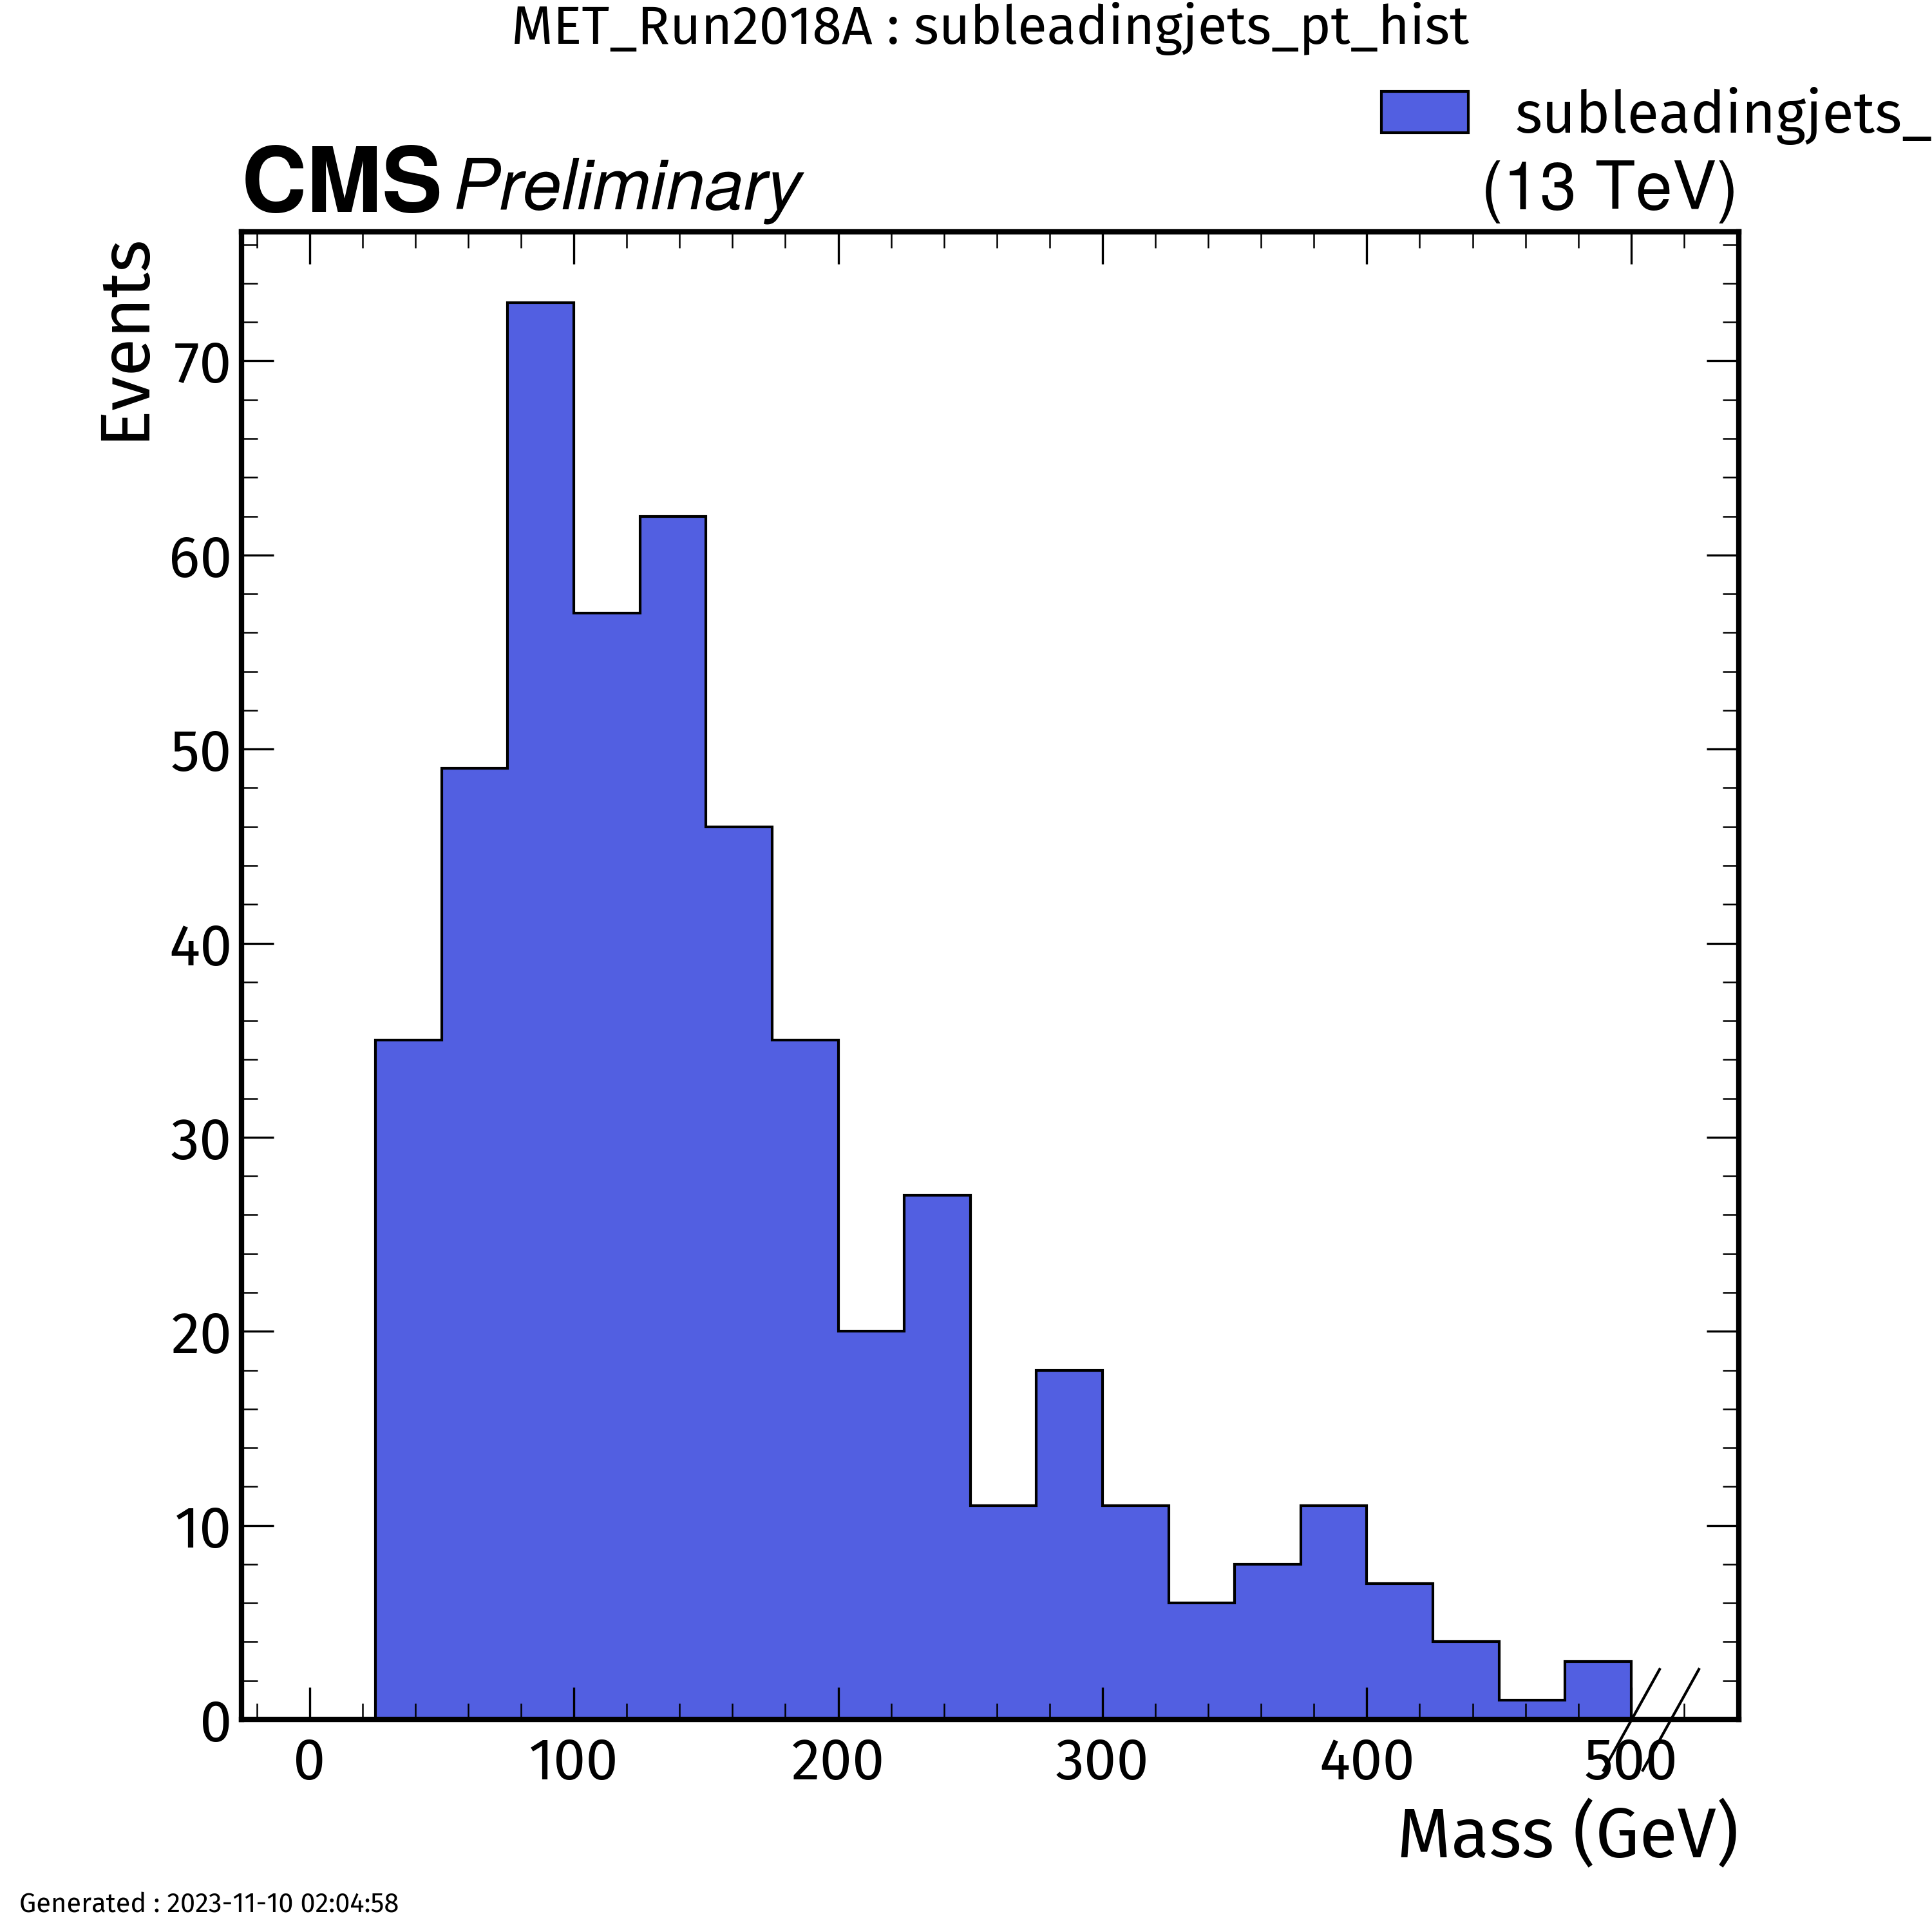 MET_Run2018A : subleadingjets_pt_hist
subleadingjets_
CMS Preliminary (13 TeV)
Events
70
60
50
40
30
20
10
0
0 100 200 300 400 500
Mass (GeV)
Generated : 2023-11-10 02:04:58